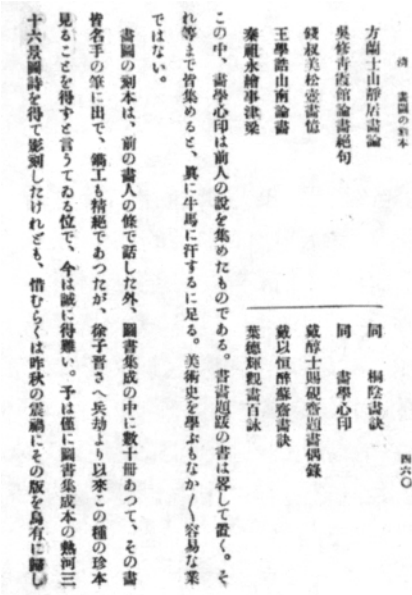 清　畫圖の刻本
四六〇
方蘭士山靜居畫論
吳修青霞館論畫絕句
錢叔美松壺畫憶
王學浩山南論畫
秦祖永繪事津梁
同　桐陰畫訣
同　畫學心印
戴醇士賜硯齋題畫偶錄
戴以恒醉蘇齋畫訣
葉德輝觀畫百詠
この中、畫學心印は前人の說を集めたものである。書畫題跋の書は畧して置く。そ
れ等まで皆集めると、眞に牛馬に汗するに足る。美術史を學ぶもなか〱容易な業
ではない。
畫圖の刻本は、前の畫人の條で話した外、圖書集成の中に數十冊あつて、その畫
皆名手の筆に出で、鐫工も精絕であつたが、徐子晉さへ兵劫より以來この種の珍本
見ることを得ずと言うてゐる位で、今は誠に得難い。予は僅に圖書集成本の熱河三
十六景圖詩を得て影刻したけれども、惜むらくは昨秋の震禍にその版を烏有に歸し